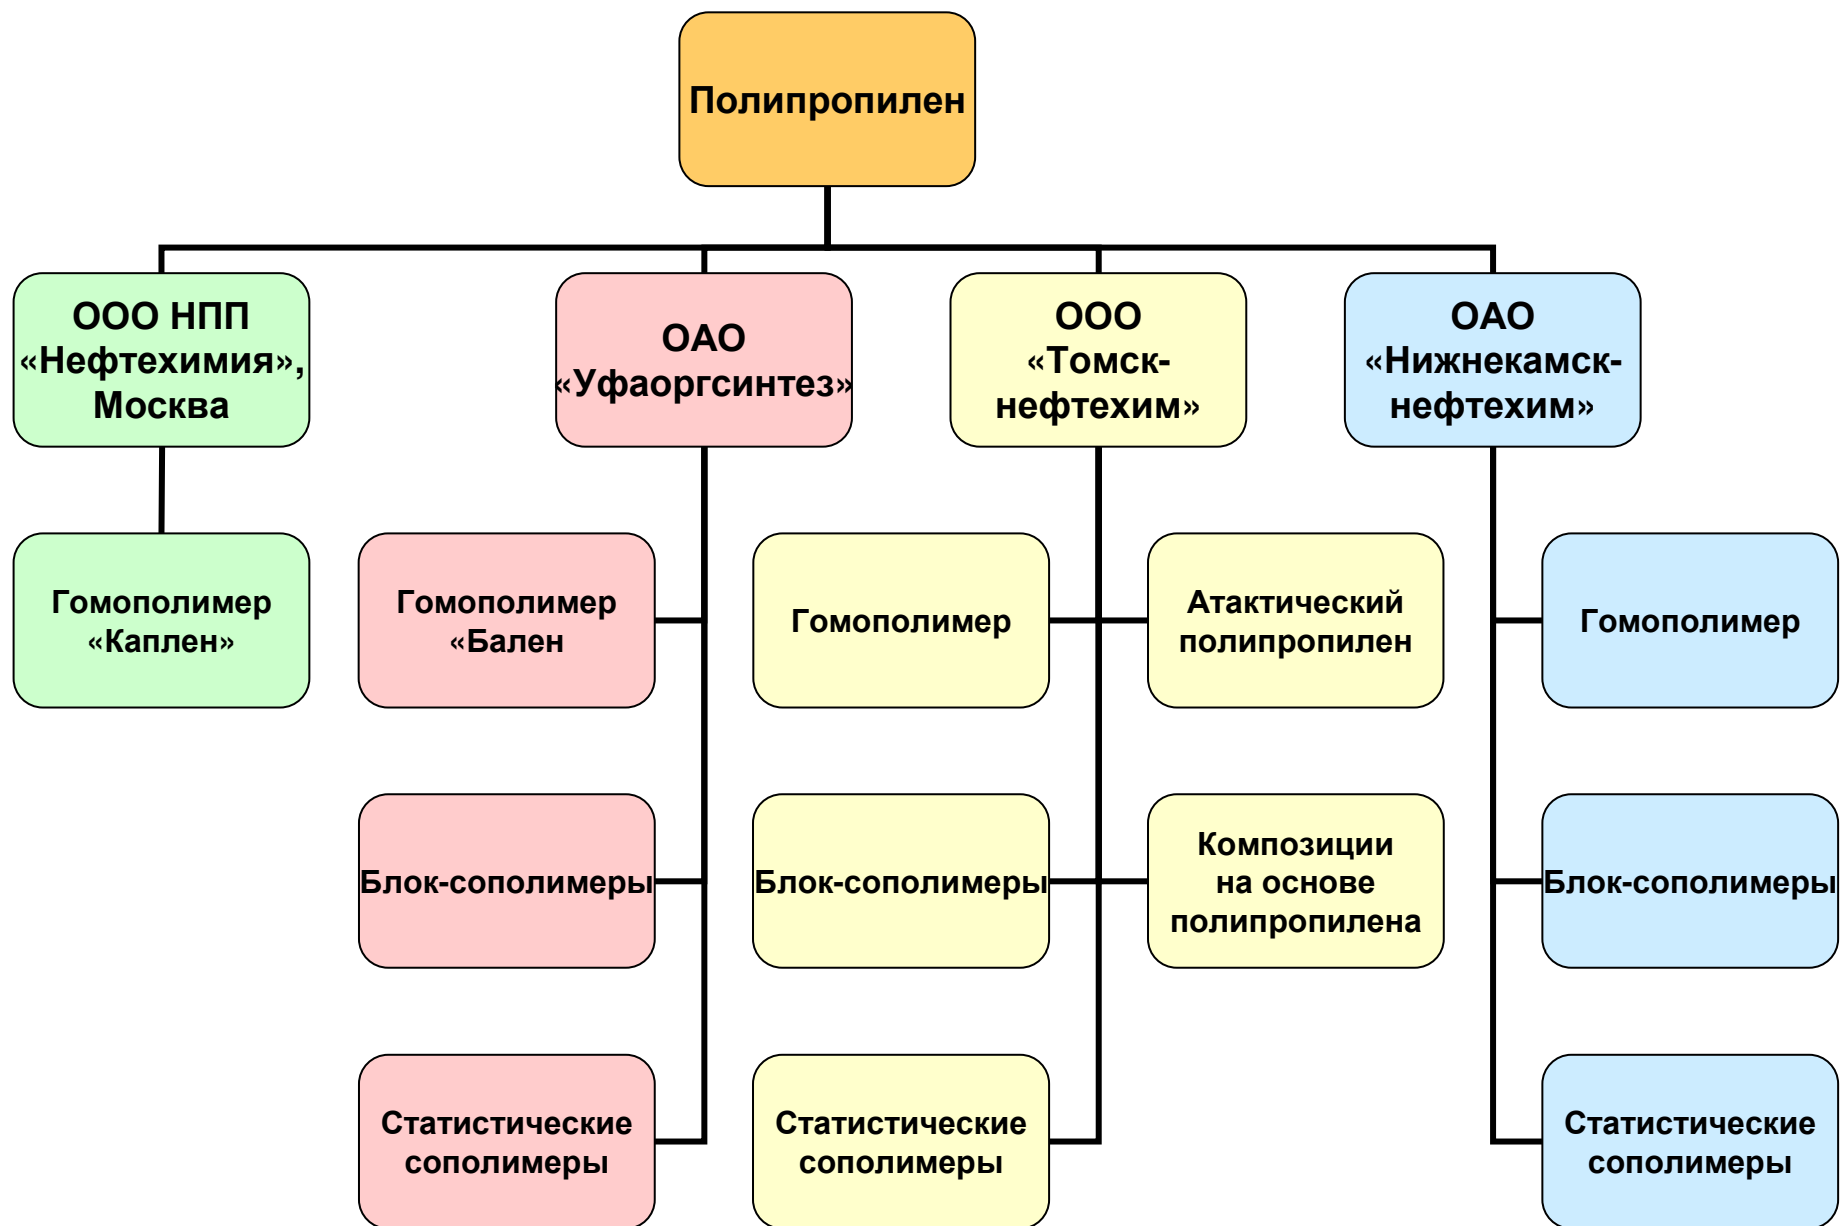 Полипропилен
ООО НПП
«Нефтехимия»,
Москва
ОАО
«Уфаоргсинтез»
ООО
«Томск-
нефтехим»
ОАО
«Нижнекамск-
нефтехим»
Гомополимер
«Каплен»
Гомополимер
«Бален
Гомополимер
Атактический
полипропилен
Гомополимер
Блок-сополимеры
Блок-сополимеры
Композиции
на основе
полипропилена
Блок-сополимеры
Статистические
сополимеры
Статистические
сополимеры
Статистические
сополимеры